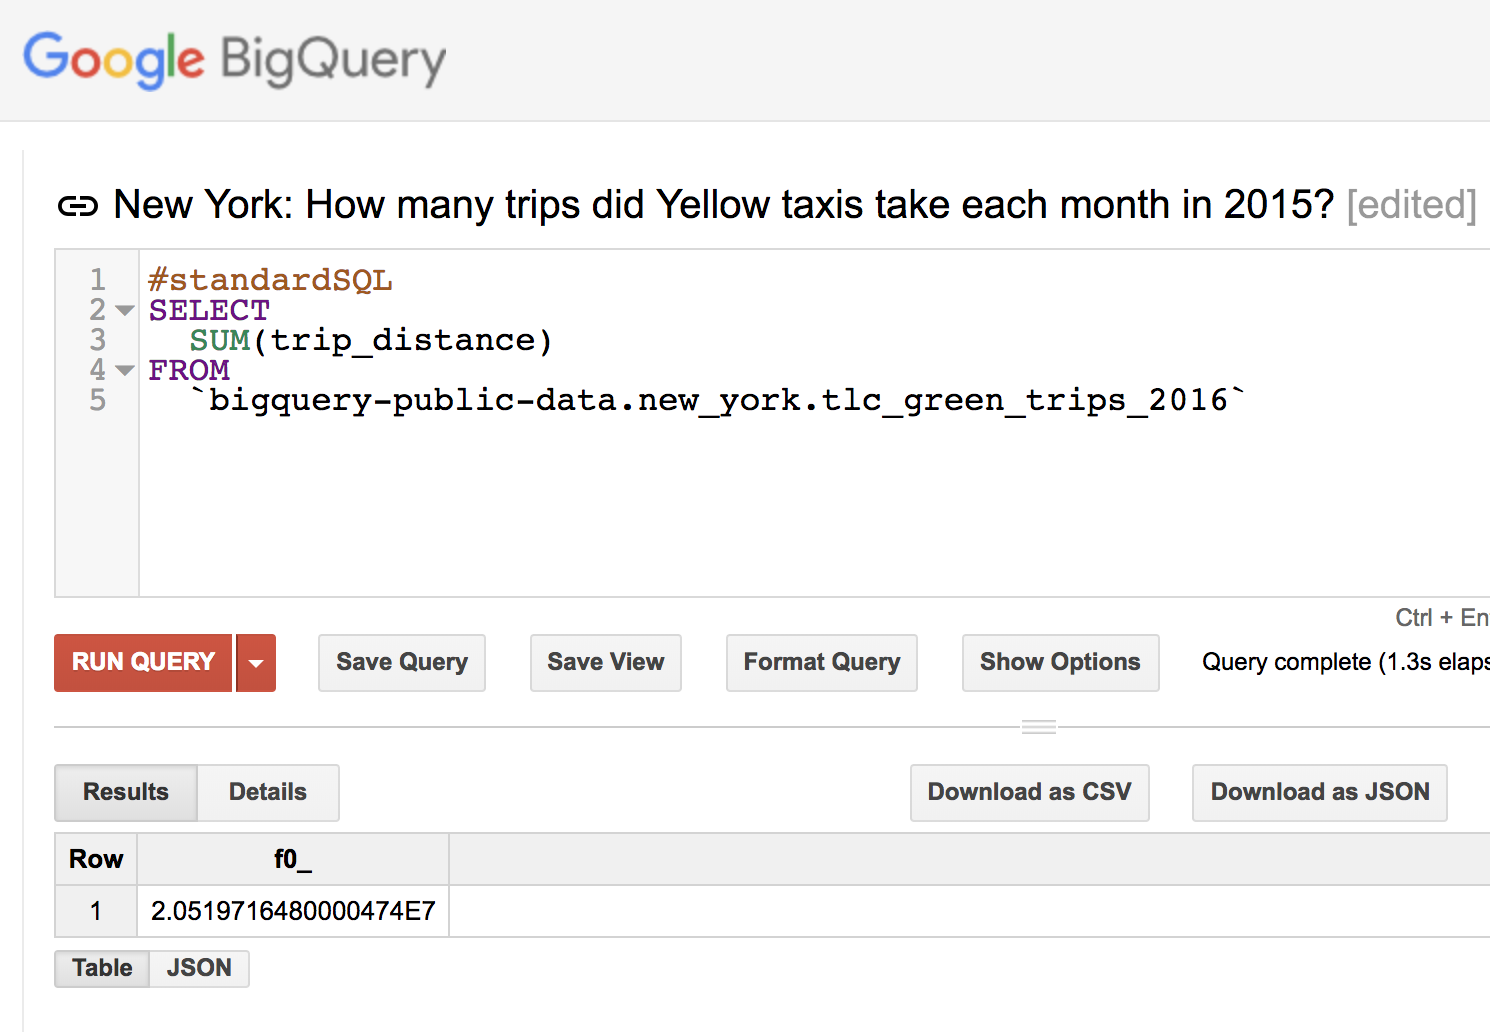 Google BigQuery
New York: How many trips did Yellow taxis take each month in 2015? [edited]
1 #standardSQL
2 SELECT
3 SUM(trip_distance)
4 FROM
5 `bigquery-public-data.new_york.tlc_green_trips_2016`
Ctrl + En
RUN QUERY Save Query Save View Format Query Show Options Query complete (1.3s elaps
Results Details Download as CSV Download as JSON
Row f0_
1 2.0519716480000474E7
Table JSON